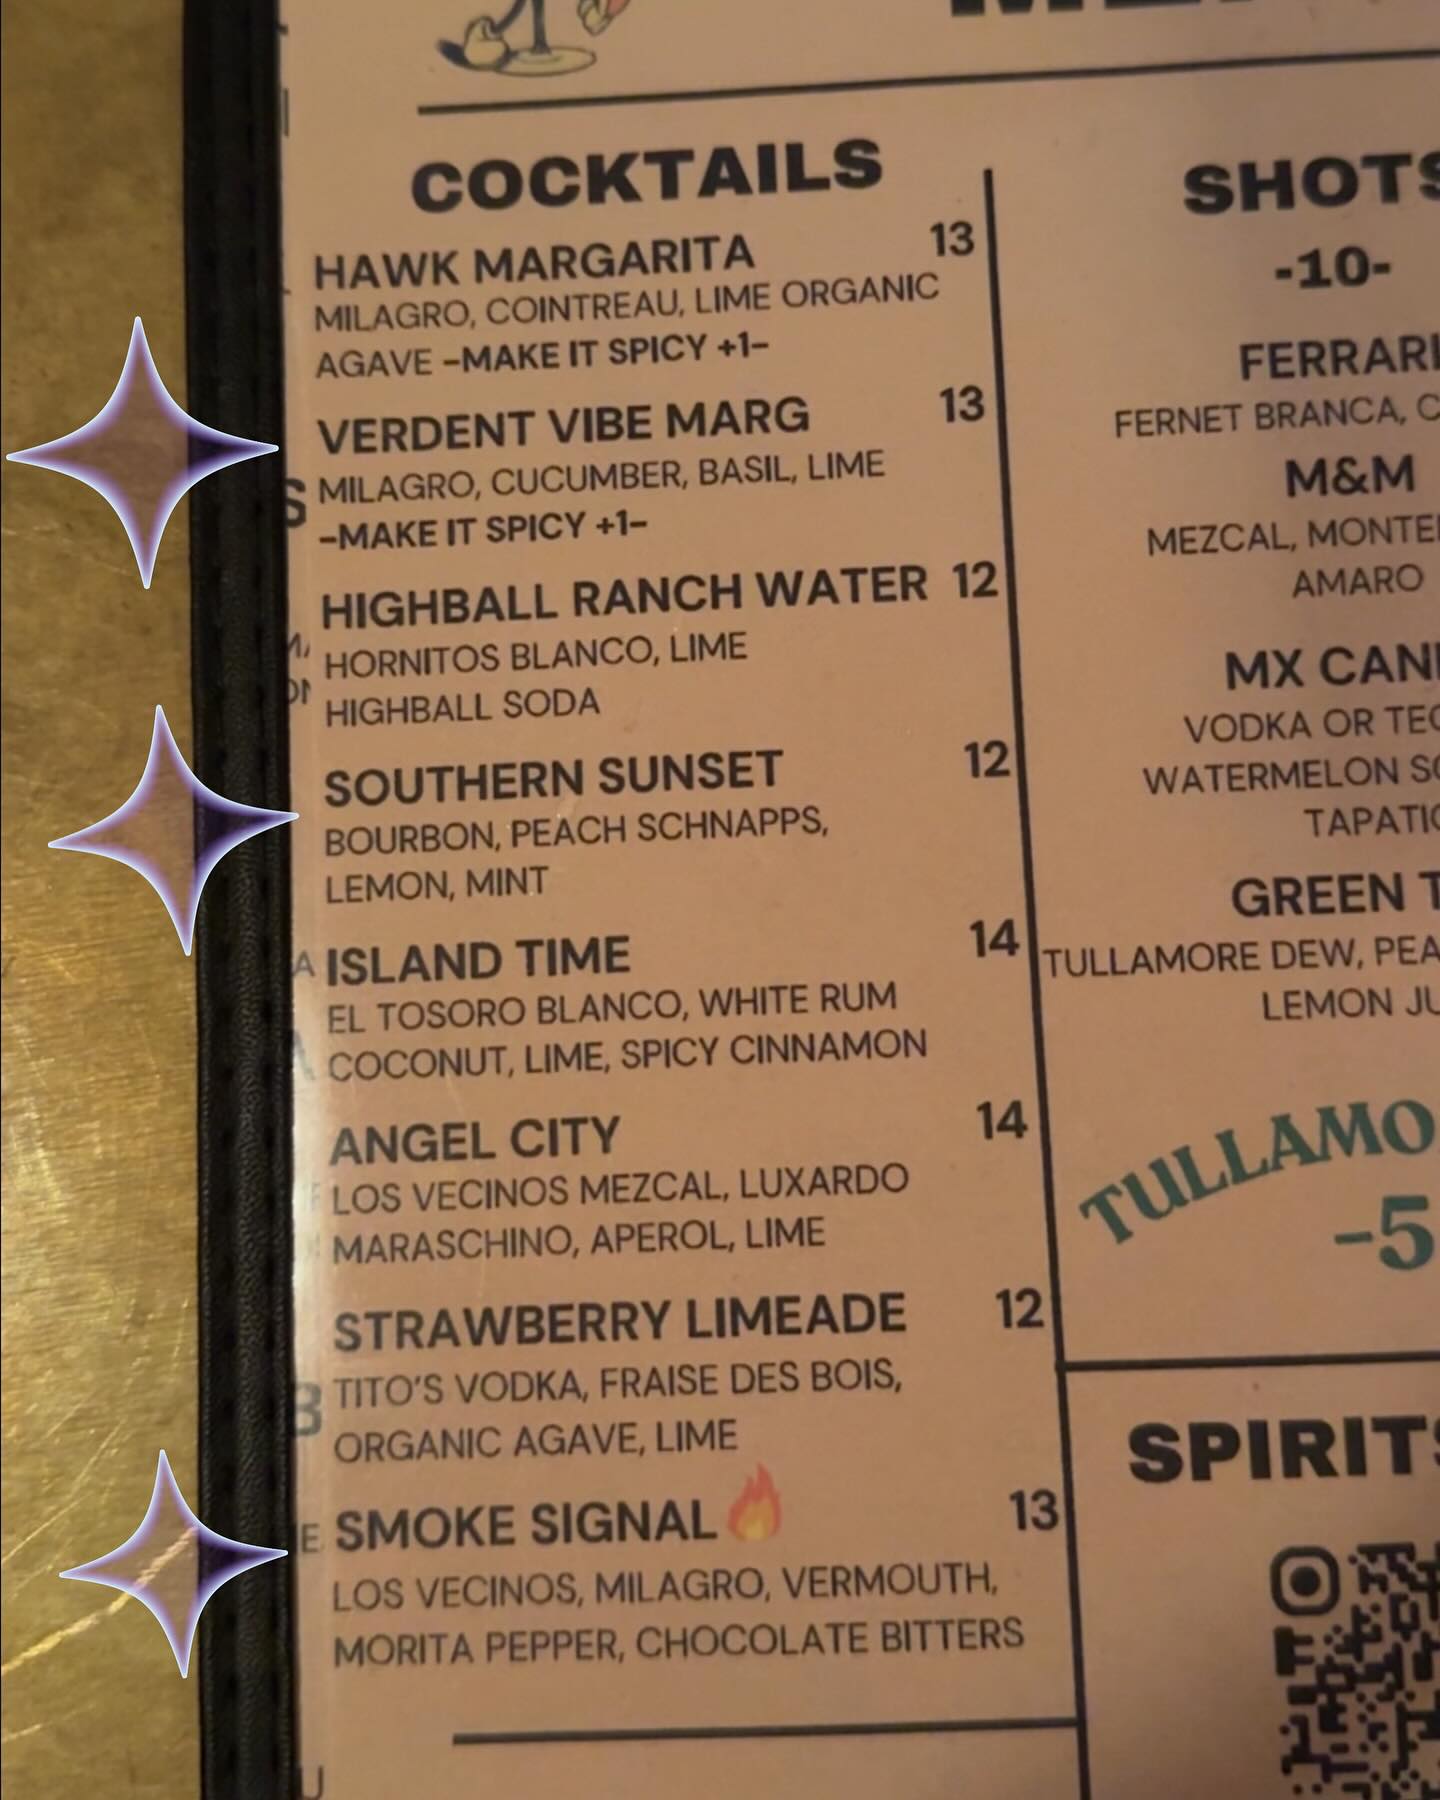 COCKTAILS
HAWK MARGARITA 13
MILAGRO, COINTREAU, LIME ORGANIC
AGAVE -MAKE IT SPICY +1-
VERDENT VIBE MARG 13
MILAGRO, CUCUMBER, BASIL, LIME
-MAKE IT SPICY +1-
HIGHBALL RANCH WATER 12
HORNITOS BLANCO, LIME
HIGHBALL SODA
SOUTHERN SUNSET 12
BOURBON, PEACH SCHNAPPS,
LEMON, MINT
ISLAND TIME 14
EL TOSORO BLANCO, WHITE RUM
COCONUT, LIME, SPICY CINNAMON
ANGEL CITY 14
LOS VECINOS MEZCAL, LUXARDO
MARASCHINO, APEROL, LIME
STRAWBERRY LIMEADE 12
TITO'S VODKA, FRAISE DES BOIS,
ORGANIC AGAVE, LIME
SMOKE SIGNAL🔥 13
LOS VECINOS, MILAGRO, VERMOUTH,
MORITA PEPPER, CHOCOLATE BITTERS
SHOTS
-10-
FERRARI
FERNET BRANCA,
M&M
MEZCAL,
AMARO
MX
VODKA OR
WATERMELON
GREEN
TULLAMORE DEW,
LEMON
-5
SPIRITS